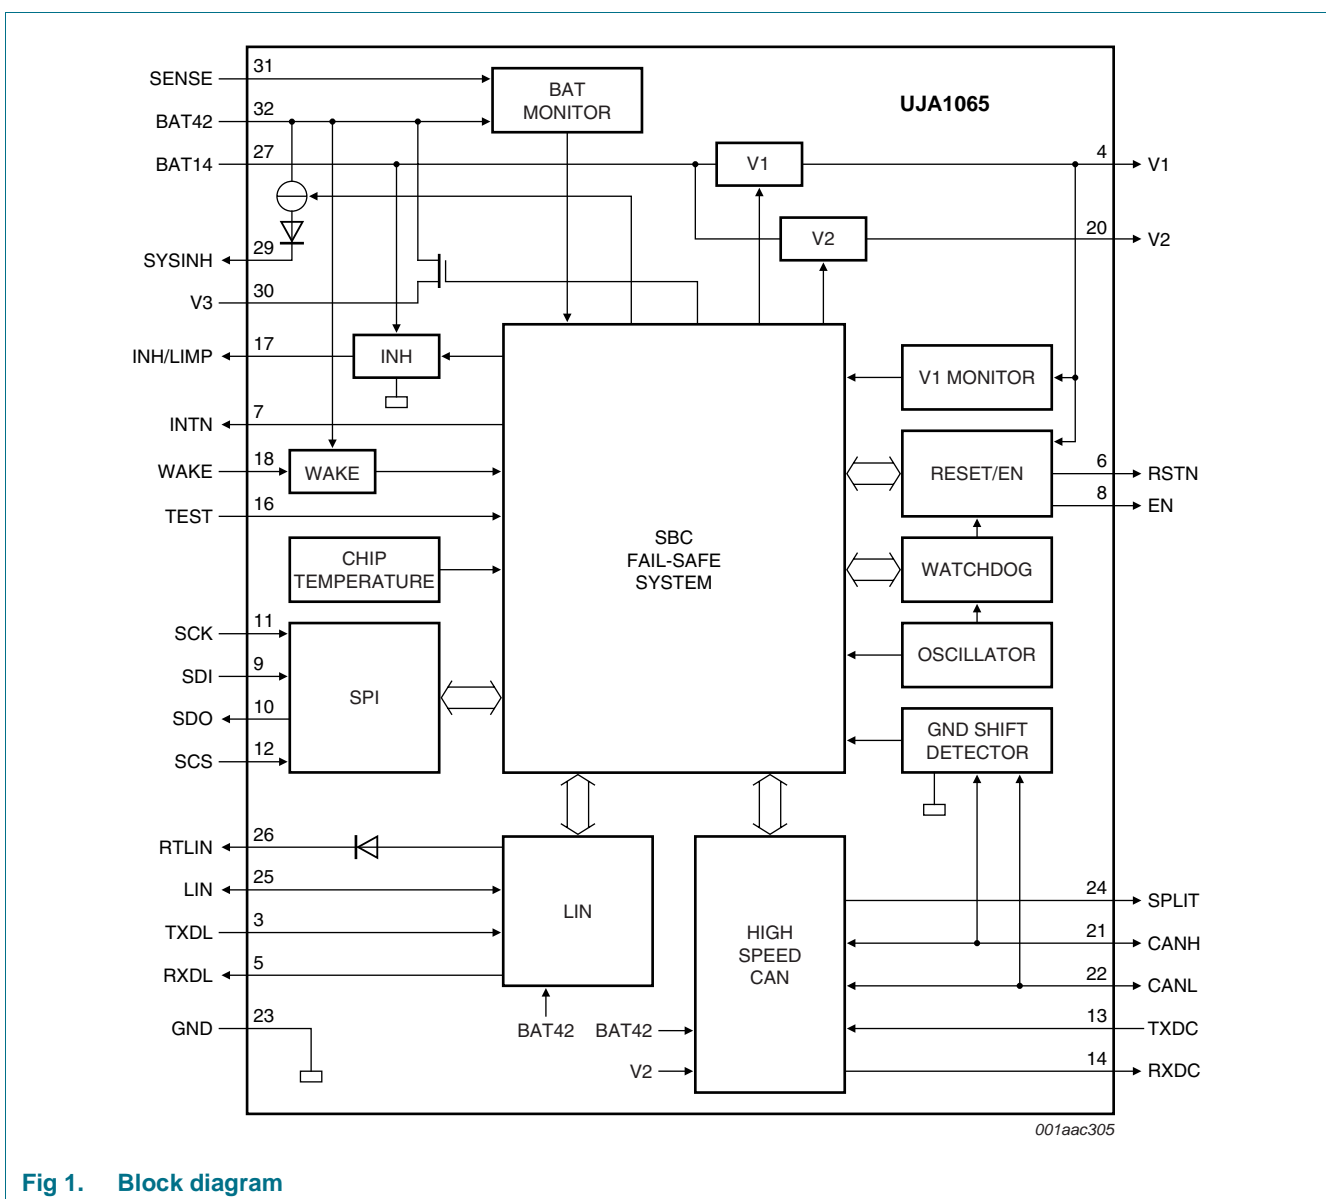 UJA1065
SENSE 31
BAT42 32
BAT14 27
SYSINH 29
V3 30
INH/LIMP 17
INTN 7
WAKE 18
TEST 16
SCK 11
SDI 9
SDO 10
SCS 12
RTLIN 26
LIN 25
TXDL 3
RXDL 5
GND 23
BAT
MONITOR
V1
V2
INH
WAKE
CHIP
TEMPERATURE
SPI
SBC
FAIL-SAFE
SYSTEM
V1 MONITOR
RESET/EN
WATCHDOG
OSCILLATOR
GND SHIFT
DETECTOR
LIN
BAT42
HIGH
SPEED
CAN
BAT42
V2
4 V1
20 V2
6 RSTN
8 EN
24 SPLIT
21 CANH
22 CANL
13 TXDC
14 RXDC
001aac305
Fig 1. Block diagram